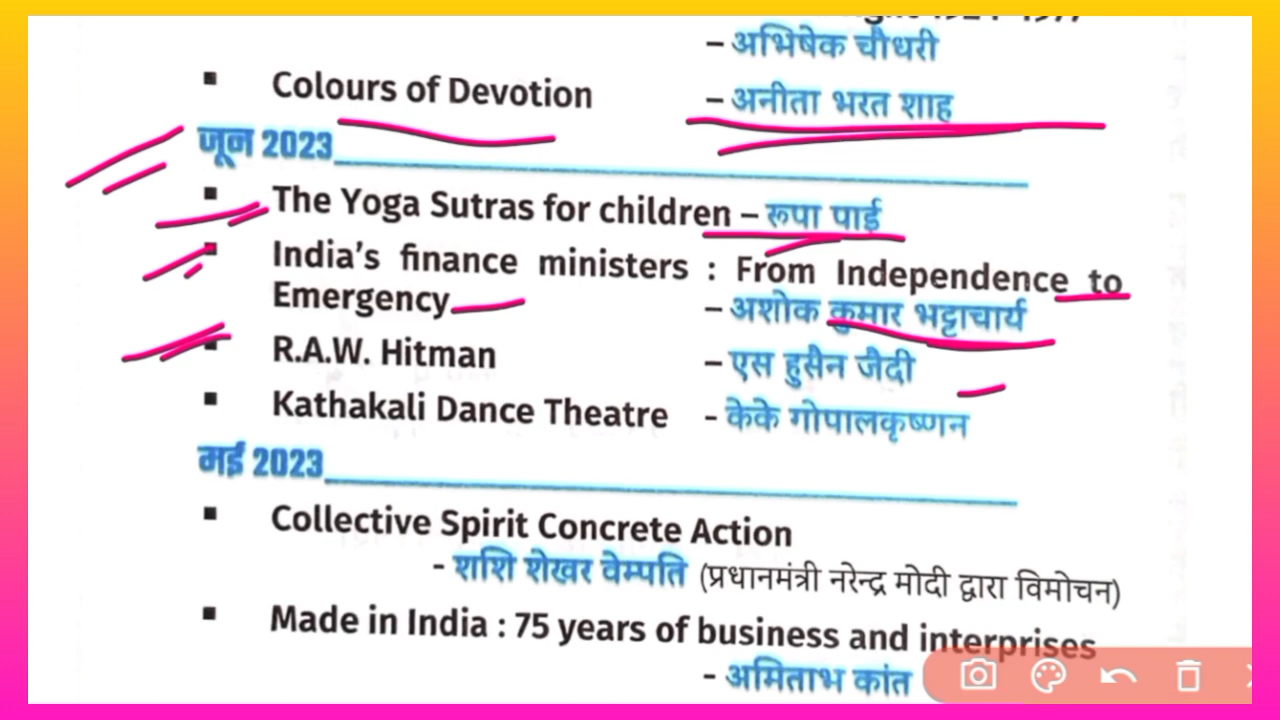 – अभिषेक चौधरी
▪ Colours of Devotion – अनीता भरत शाह
जून 2023
▪ The Yoga Sutras for children – रूपा पाई
▪ India's finance ministers : From Independence to
Emergency – अशोक कुमार भट्टाचार्य
▪ R.A.W. Hitman – एस हुसैन जैदी
▪ Kathakali Dance Theatre - केके गोपालकृष्णन
मई 2023
▪ Collective Spirit Concrete Action
- शशि शेखर वेम्पति (प्रधानमंत्री नरेन्द्र मोदी द्वारा विमोचन)
▪ Made in India : 75 years of business and interprises
- अमिताभ कांत